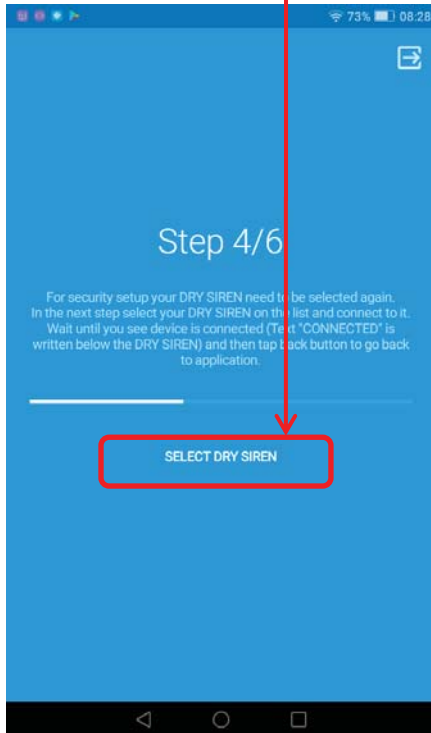 73% 08:28
Step 4/6
For security setup your DRY SIREN need to be selected again.
In the next step select your DRY SIREN on the list and connect to it.
Wait until you see device is connected (Text "CONNECTED" is
written below the DRY SIREN) and then tap back button to go back
to application.
SELECT DRY SIREN